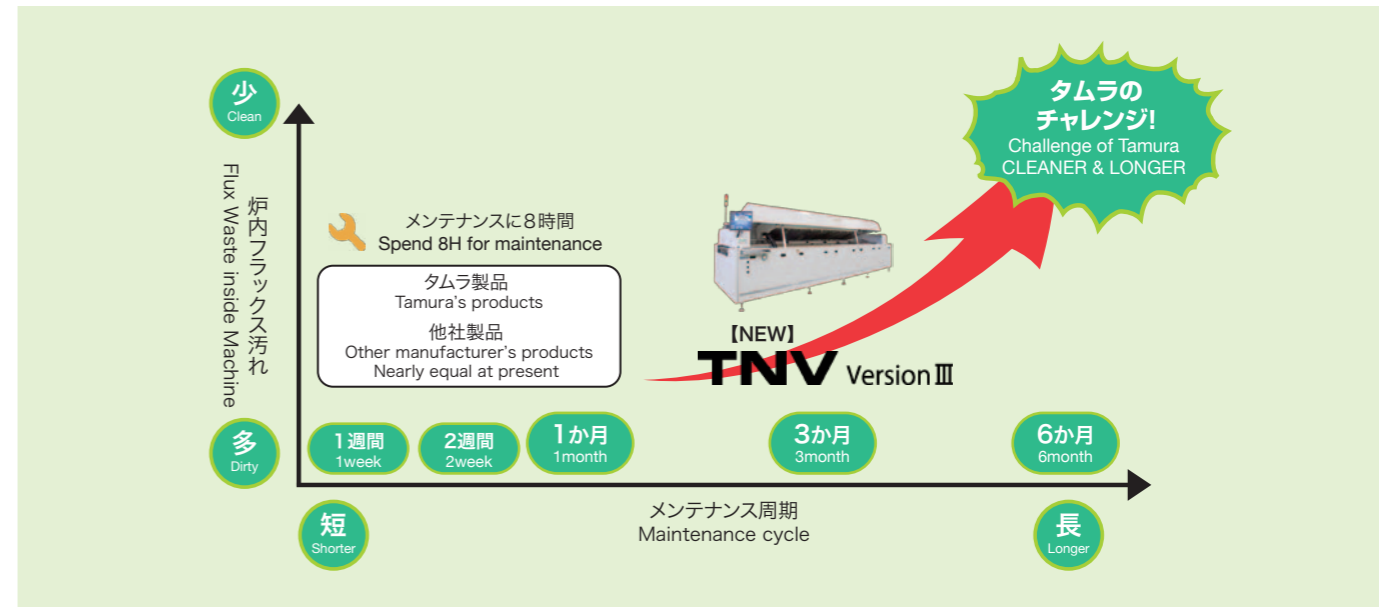 少
Clean
炉内フラックス汚れ
Flux Waste inside Machine
多
Dirty
メンテナンスに8時間
Spend 8H for maintenance
タムラ製品
Tamura's products
他社製品
Other manufacturer's products
Nearly equal at present
【NEW】
TNV Version Ⅲ
タムラの
チャレンジ!
Challenge of Tamura
CLEANER & LONGER
1週間
1week
2週間
2week
1か月
1month
3か月
3month
6か月
6month
短
Shorter
メンテナンス周期
Maintenance cycle
長
Longer